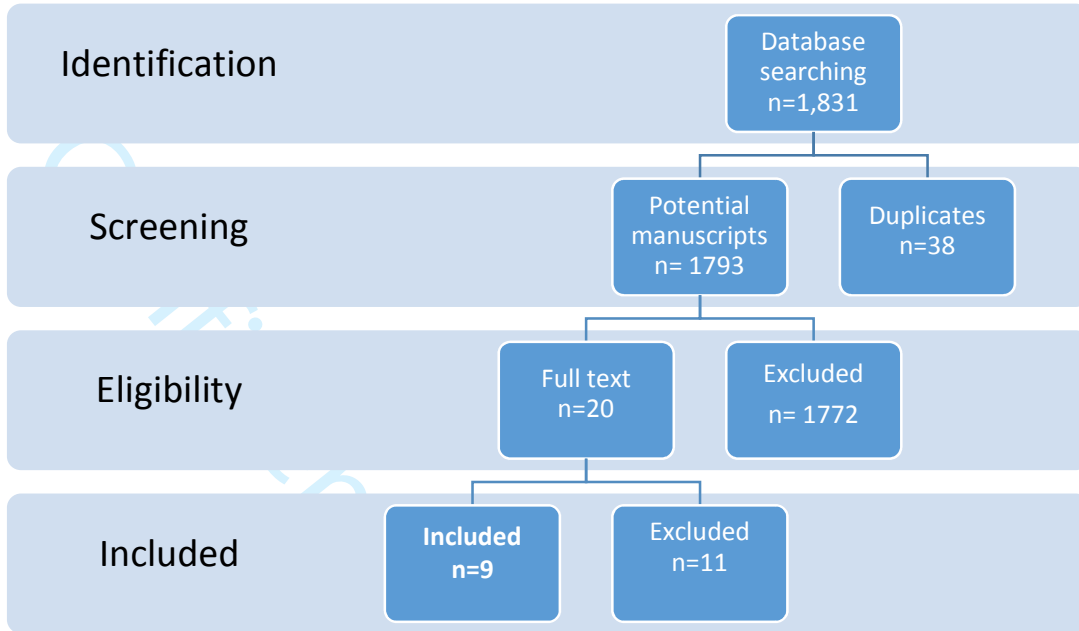 Identification
Database
searching
n=1,831
Screening
Potential
manuscripts
n= 1793
Duplicates
n=38
Eligibility
Full text
n=20
Excluded
n= 1772
Included
Included
n=9
Excluded
n=11